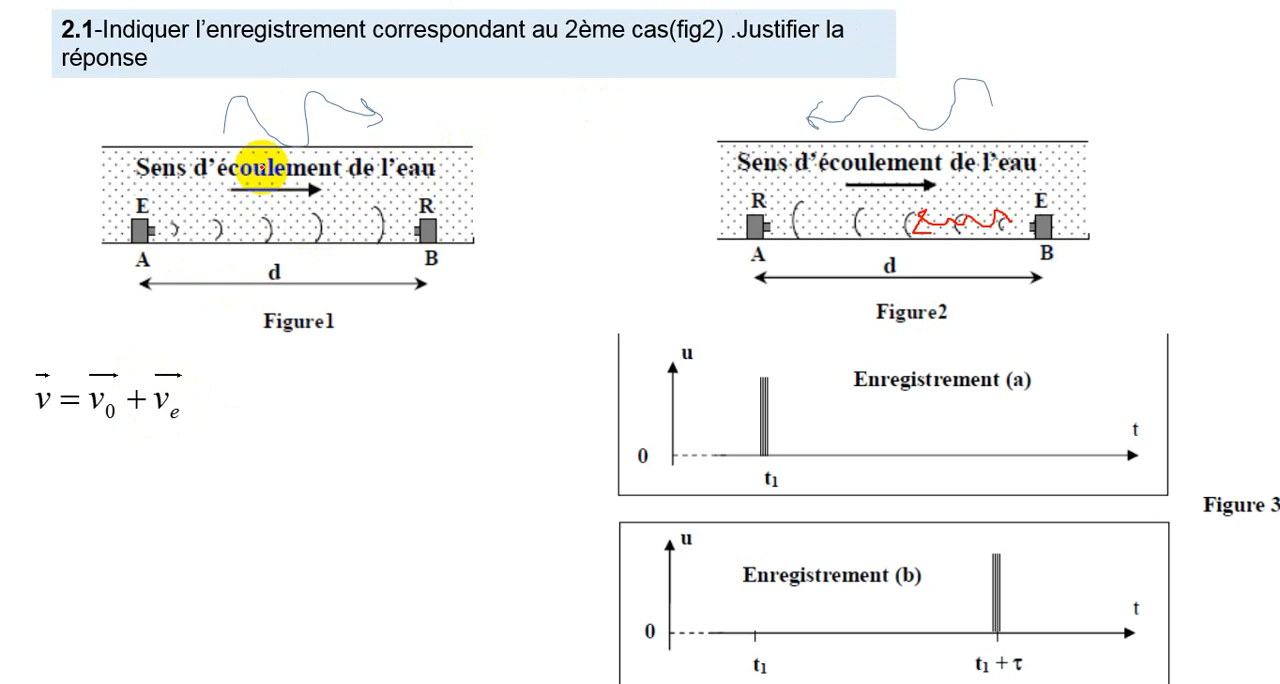 2.1-Indiquer l’enregistrement correspondant au 2ème cas(fig2) .Justifier la
réponse
Sens d’écoulement de l’eau
E R
A B
d
Figure1
Sens d’écoulement de l’eau
R E
A B
d
Figure2
v = v0 + ve
u
Enregistrement (a)
t
0
t1
Figure 3
u
Enregistrement (b)
t
0
t1 t1 + τ